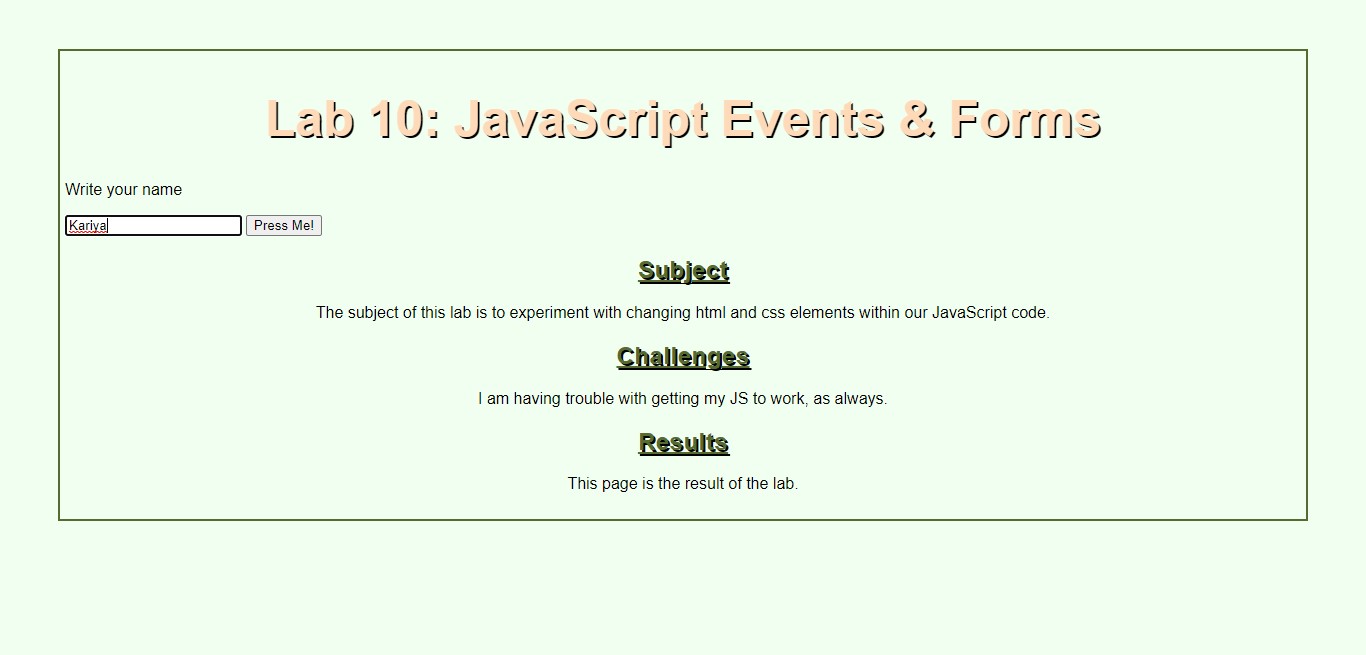 Lab 10: JavaScript Events & Forms
Write your name
Kariya Press Me!
Subject
The subject of this lab is to experiment with changing html and css elements within our JavaScript code.
Challenges
I am having trouble with getting my JS to work, as always.
Results
This page is the result of the lab.